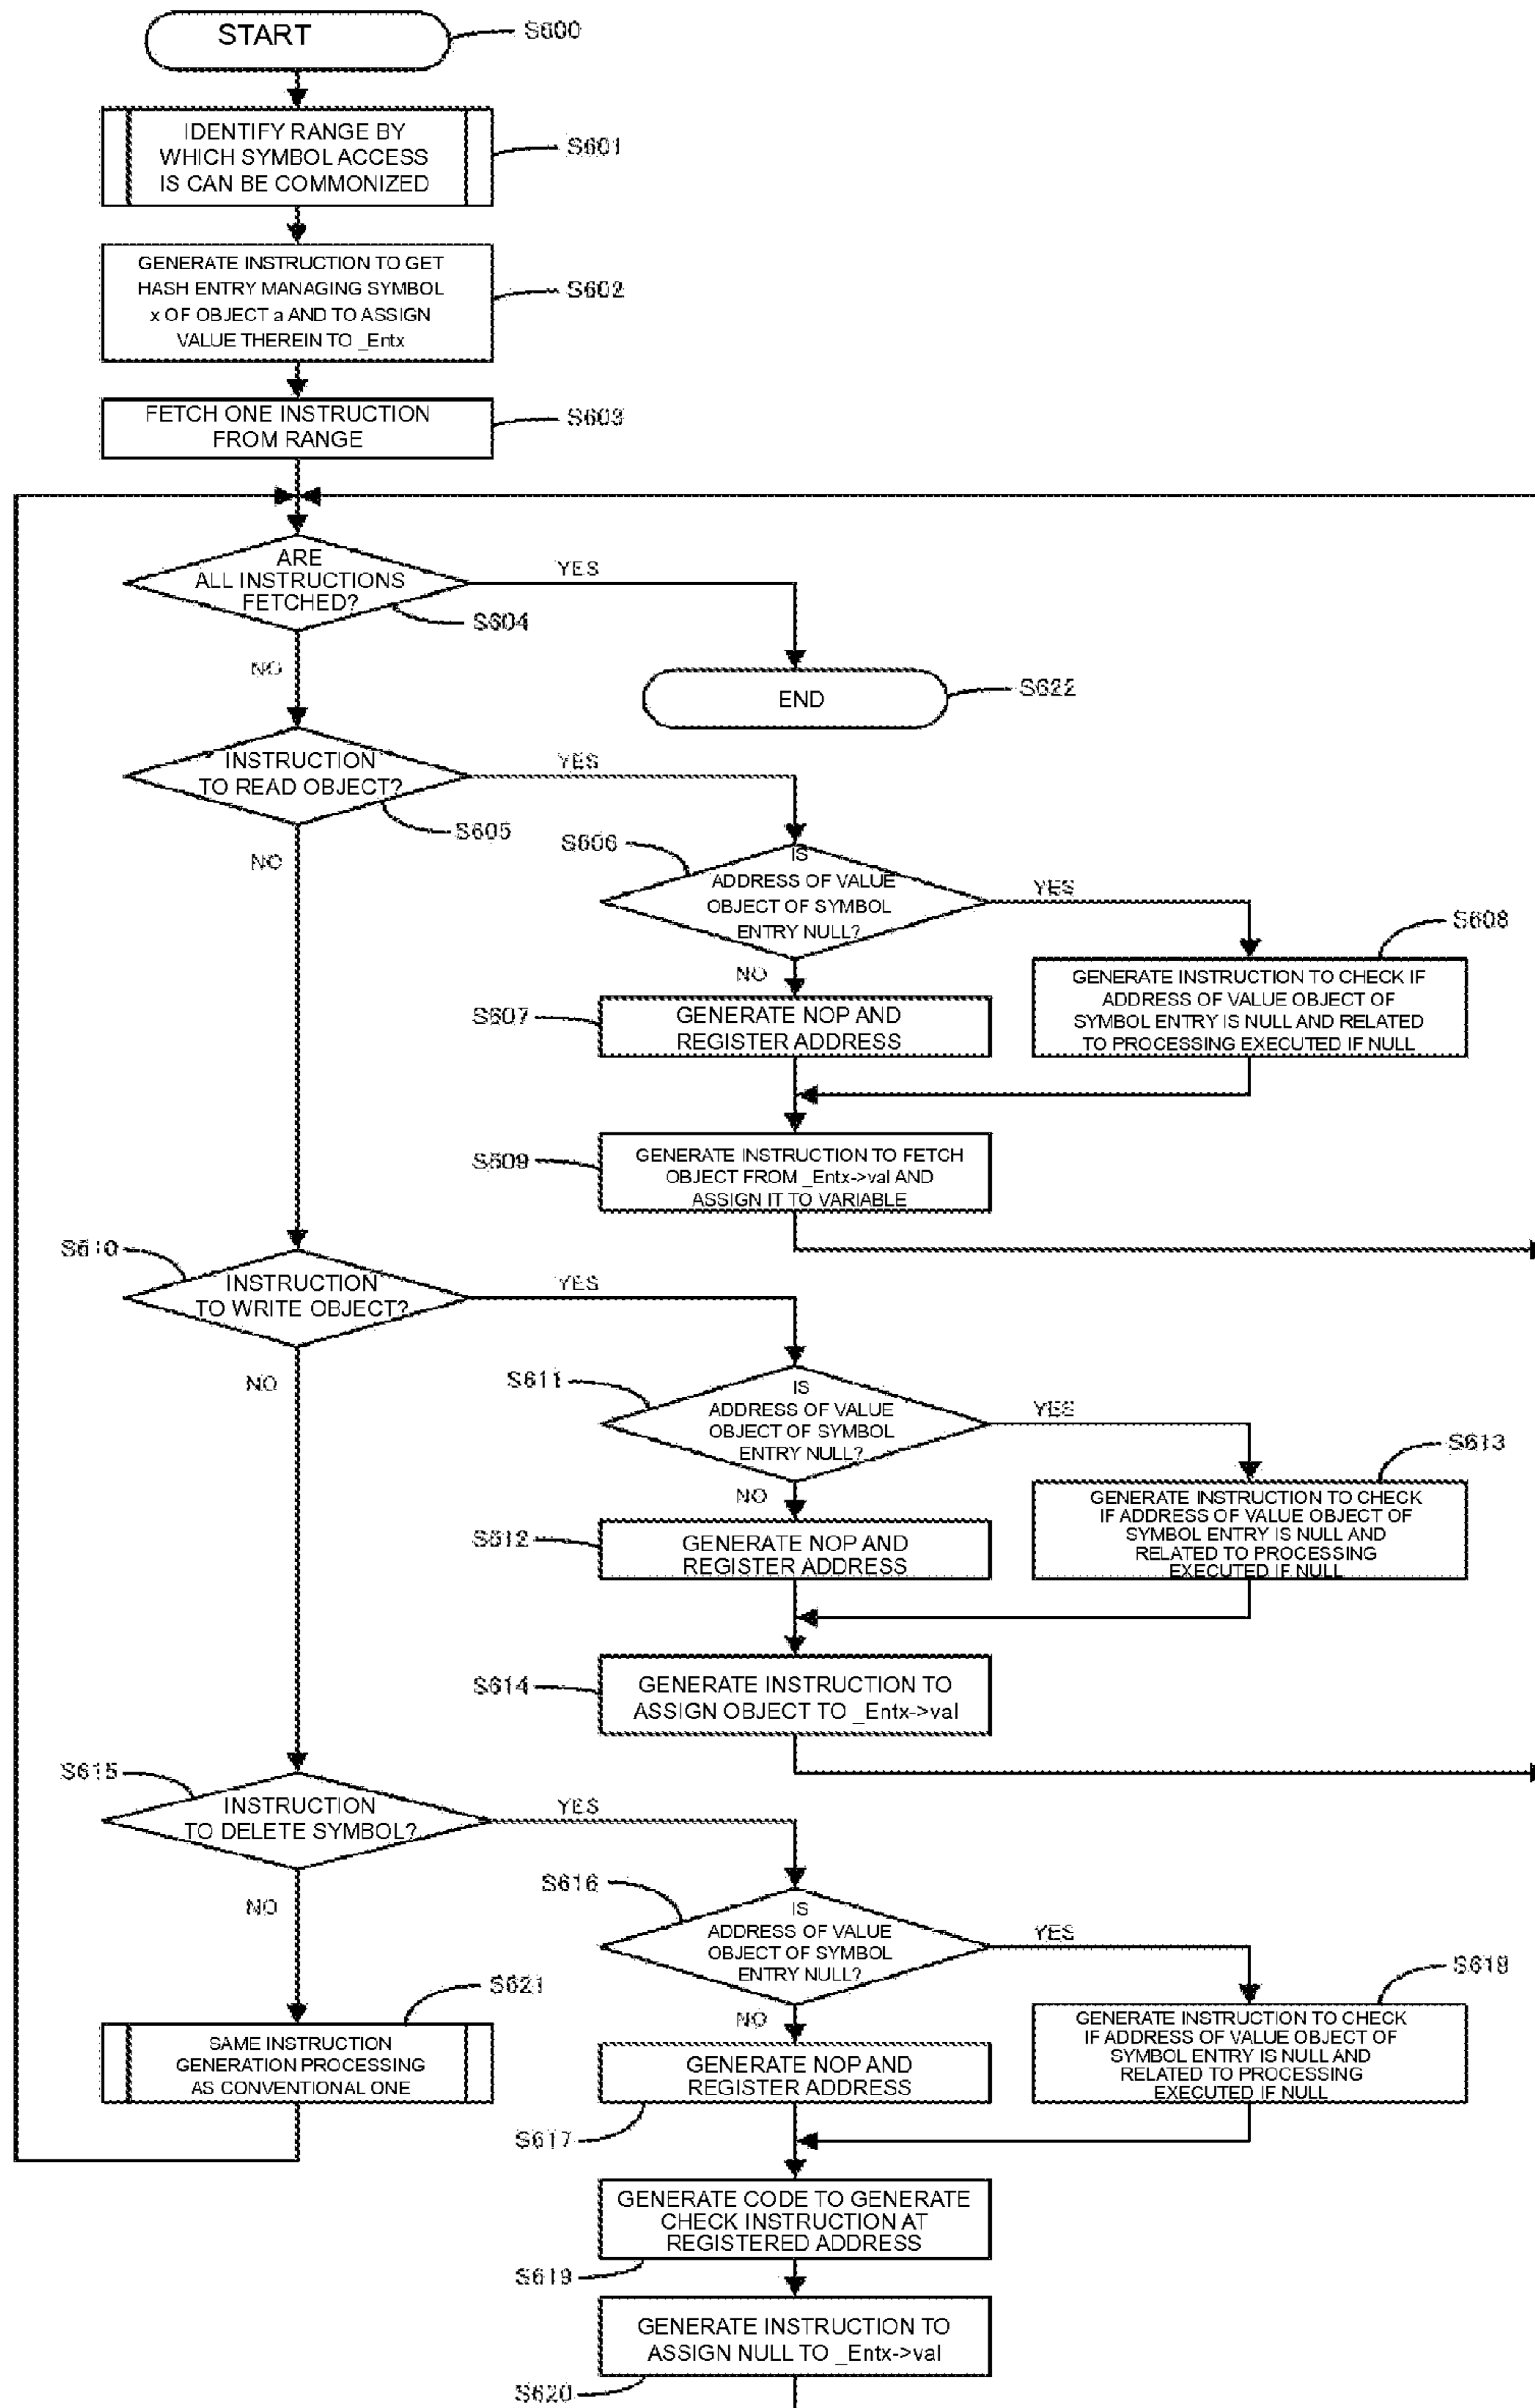 START
S600
IDENTIFY RANGE BY
WHICH SYMBOL ACCESS
IS CAN BE COMMONIZED
S601
GENERATE INSTRUCTION TO GET
HASH ENTRY MANAGING SYMBOL
x OF OBJECT a AND TO ASSIGN
VALUE THEREIN TO _Entx
S602
FETCH ONE INSTRUCTION
FROM RANGE
S603
ARE
ALL INSTRUCTIONS
FETCHED?
YES
S604
NO
END
S622
INSTRUCTION
TO READ OBJECT?
YES
S605
NO
S606
IS
ADDRESS OF VALUE
OBJECT OF SYMBOL
ENTRY NULL?
YES
S608
NO
GENERATE INSTRUCTION TO CHECK IF
ADDRESS OF VALUE OBJECT OF
SYMBOL ENTRY IS NULL AND RELATED
TO PROCESSING EXECUTED IF NULL
S607
GENERATE NOP AND
REGISTER ADDRESS
S609
GENERATE INSTRUCTION TO FETCH
OBJECT FROM _Entx->val AND
ASSIGN IT TO VARIABLE
S610
INSTRUCTION
TO WRITE OBJECT?
YES
NO
S611
IS
ADDRESS OF VALUE
OBJECT OF SYMBOL
ENTRY NULL?
YES
S613
NO
GENERATE INSTRUCTION TO CHECK
IF ADDRESS OF VALUE OBJECT OF
SYMBOL ENTRY IS NULL AND
RELATED TO PROCESSING
EXECUTED IF NULL
S612
GENERATE NOP AND
REGISTER ADDRESS
S614
GENERATE INSTRUCTION TO
ASSIGN OBJECT TO _Entx->val
S615
INSTRUCTION
TO DELETE SYMBOL?
YES
NO
S616
IS
ADDRESS OF VALUE
OBJECT OF SYMBOL
ENTRY NULL?
YES
S618
NO
GENERATE INSTRUCTION TO CHECK
IF ADDRESS OF VALUE OBJECT OF
SYMBOL ENTRY IS NULL AND
RELATED TO PROCESSING
EXECUTED IF NULL
S621
SAME INSTRUCTION
GENERATION PROCESSING
AS CONVENTIONAL ONE
GENERATE NOP AND
REGISTER ADDRESS
S617
GENERATE CODE TO GENERATE
CHECK INSTRUCTION AT
REGISTERED ADDRESS
S619
GENERATE INSTRUCTION TO
ASSIGN NULL TO _Entx->val
S620